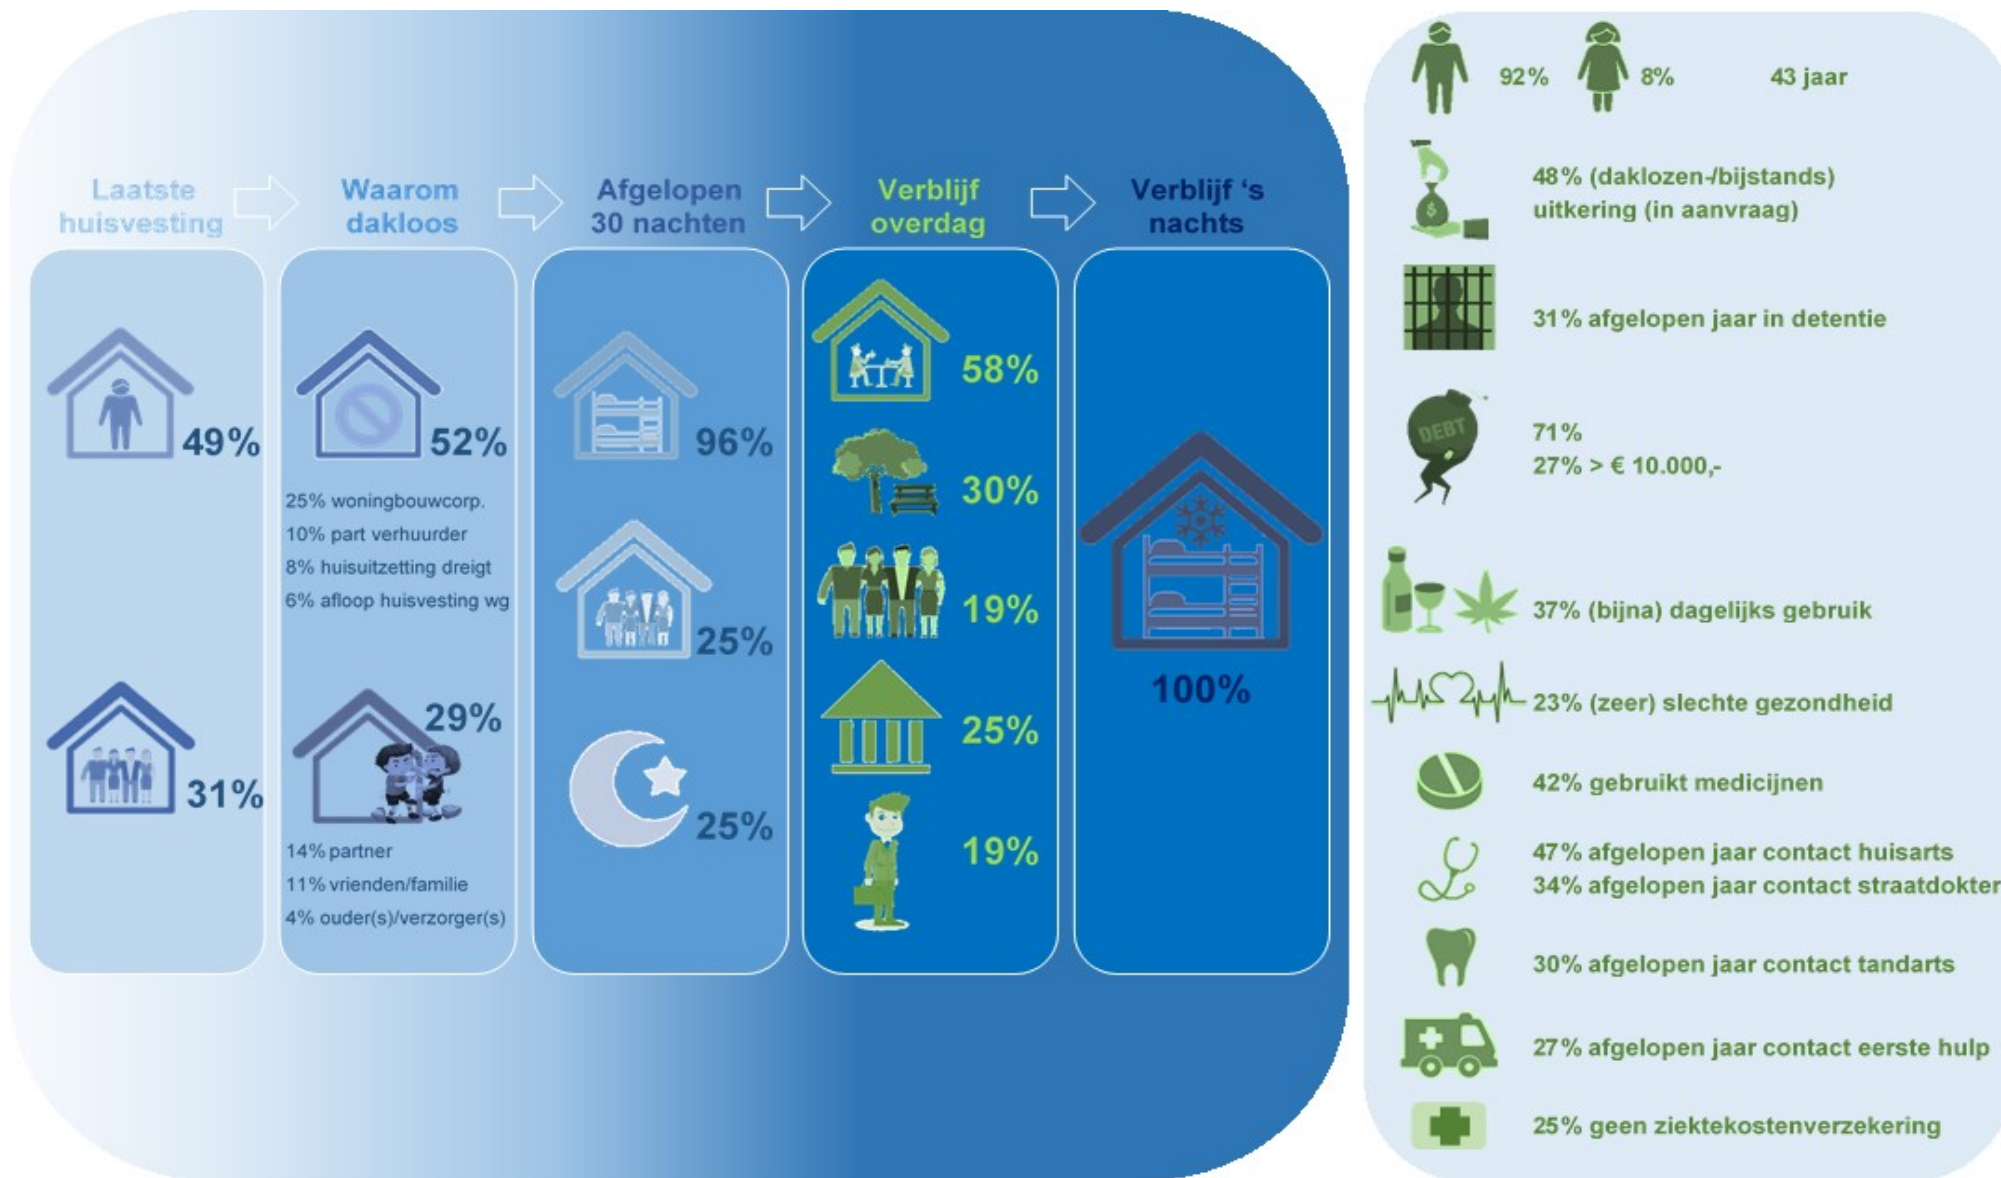 Laatste
huisvesting
Waarom
dakloos
Afgelopen
30 nachten
Verblijf
overdag
Verblijf ‘s
nachts
49%
31%
52%
25% woningbouwcorp.
10% part verhuurder
8% huisuitzetting dreigt
6% afloop huisvesting wg
29%
14% partner
11% vrienden/familie
4% ouder(s)/verzorger(s)
96%
25%
25%
58%
30%
19%
25%
19%
100%
92%
8%
43 jaar
$
48% (daklozen-/bijstands)
uitkering (in aanvraag)
31% afgelopen jaar in detentie
DEBT
71%
27% > € 10.000,-
37% (bijna) dagelijks gebruik
23% (zeer) slechte gezondheid
42% gebruikt medicijnen
47% afgelopen jaar contact huisarts
34% afgelopen jaar contact straatdokter
30% afgelopen jaar contact tandarts
27% afgelopen jaar contact eerste hulp
25% geen ziektekostenverzekering